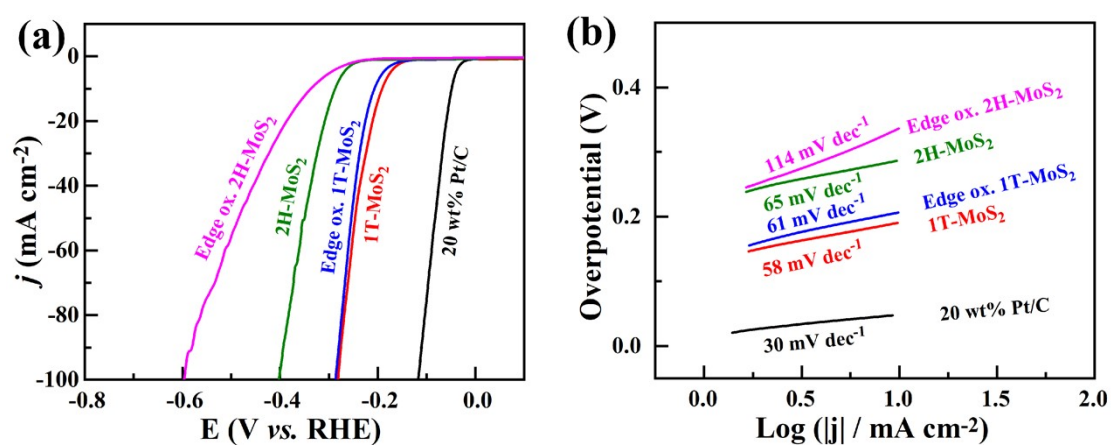 (a)
0
-20
-40
-60
-80
-100
j (mA cm⁻²)
-0.8
-0.6
-0.4
-0.2
0.0
E (V vs. RHE)
Edge ox. 2H-MoS₂
2H-MoS₂
Edge ox. 1T-MoS₂
1T-MoS₂
20 wt% Pt/C
(b)
0.4
0.2
0.0
Overpotential (V)
0.0
0.5
1.0
1.5
2.0
Log (|j| / mA cm⁻²)
114 mV dec⁻¹
Edge ox. 2H-MoS₂
65 mV dec⁻¹
2H-MoS₂
61 mV dec⁻¹
Edge ox. 1T-MoS₂
58 mV dec⁻¹
1T-MoS₂
30 mV dec⁻¹
20 wt% Pt/C